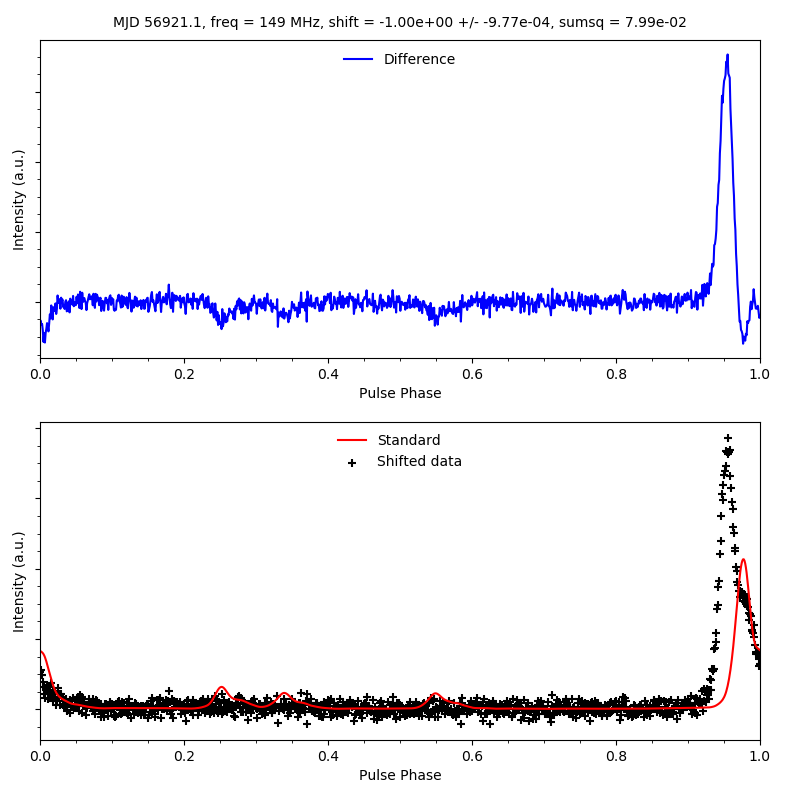 MJD 56921.1, freq = 149 MHz, shift = -1.00e+00 +/- -9.77e-04, sumsq = 7.99e-02
Difference
Intensity (a.u.)
0.0 0.2 0.4 0.6 0.8 1.0
Pulse Phase
Standard
Shifted data
Intensity (a.u.)
0.0 0.2 0.4 0.6 0.8 1.0
Pulse Phase